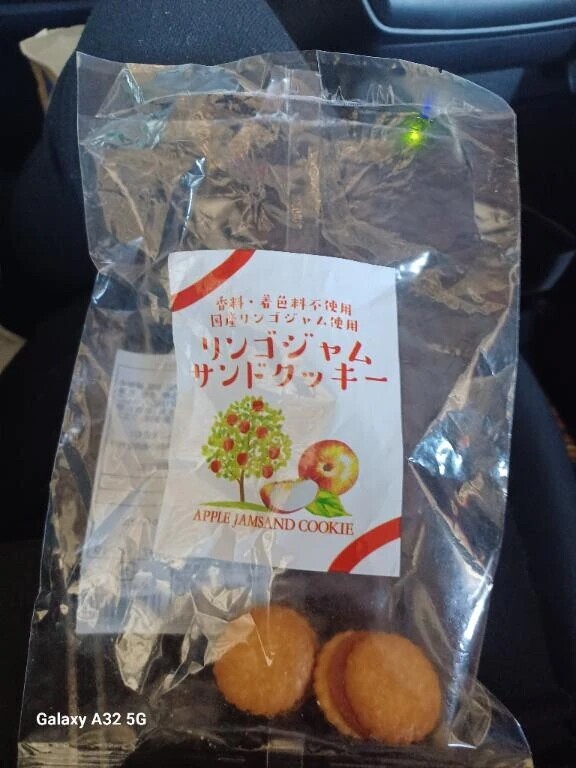 香料・着色料不使用
国産リンゴジャム使用
リンゴジャム
サンドクッキー
APPLE JAMSAND COOKIE
Galaxy A32 5G